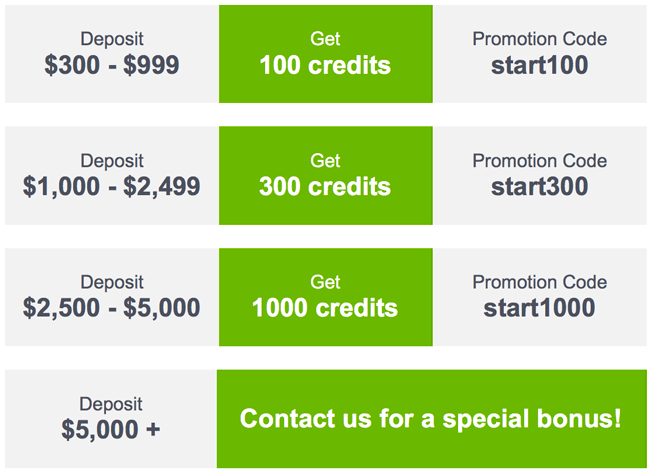 Deposit
$300 - $999
Get
100 credits
Promotion Code
start100
Deposit
$1,000 - $2,499
Get
300 credits
Promotion Code
start300
Deposit
$2,500 - $5,000
Get
1000 credits
Promotion Code
start1000
Deposit
$5,000 +
Contact us for a special bonus!